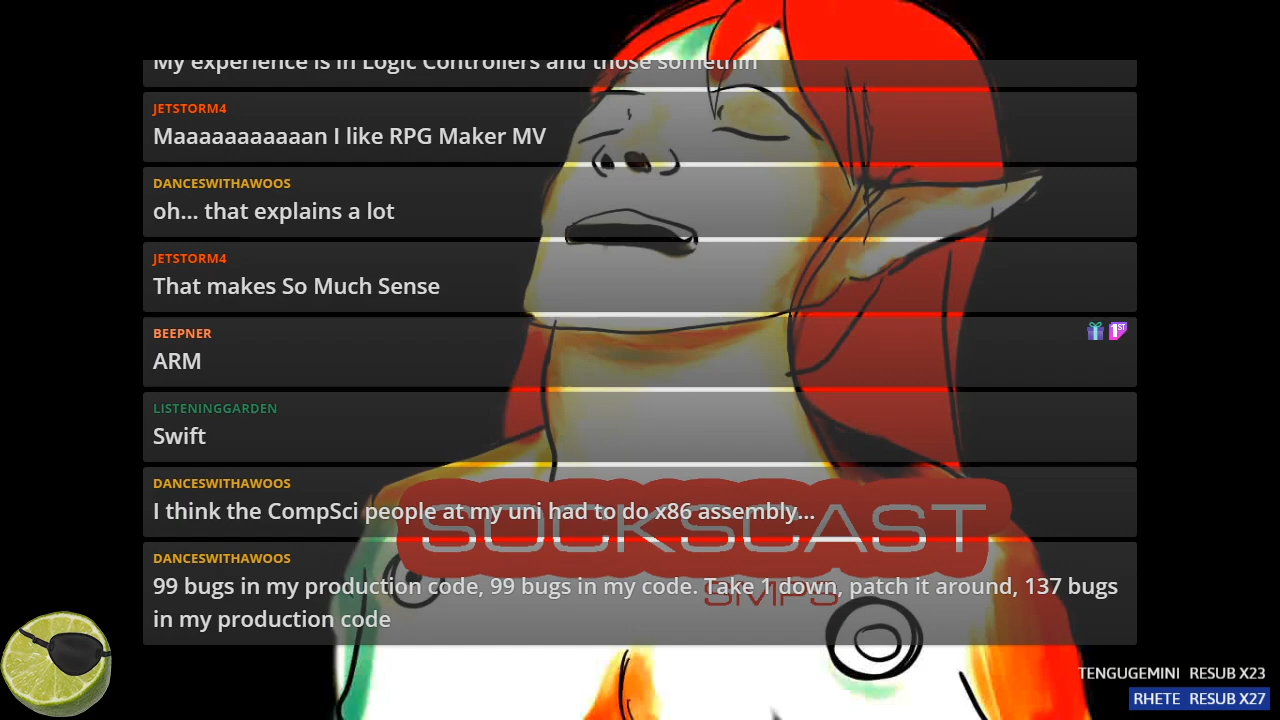 My experience is in Logic Controllers and those somethin
JETSTORM4
Maaaaaaaaaaan I like RPG Maker MV
DANCESWITHAWOOS
oh... that explains a lot
JETSTORM4
That makes So Much Sense
BEEPNER
1ST
ARM
LISTENINGGARDEN
Swift
DANCESWITHAWOOS
I think the CompSci people at my uni had to do x86 assembly...
SOCKSCAST
DANCESWITHAWOOS
99 bugs in my production code, 99 bugs in my code. Take 1 down, patch it around, 137 bugs
in my production code
SMPS
TENGUGEMINI RESUB X23
RHETE RESUB X27